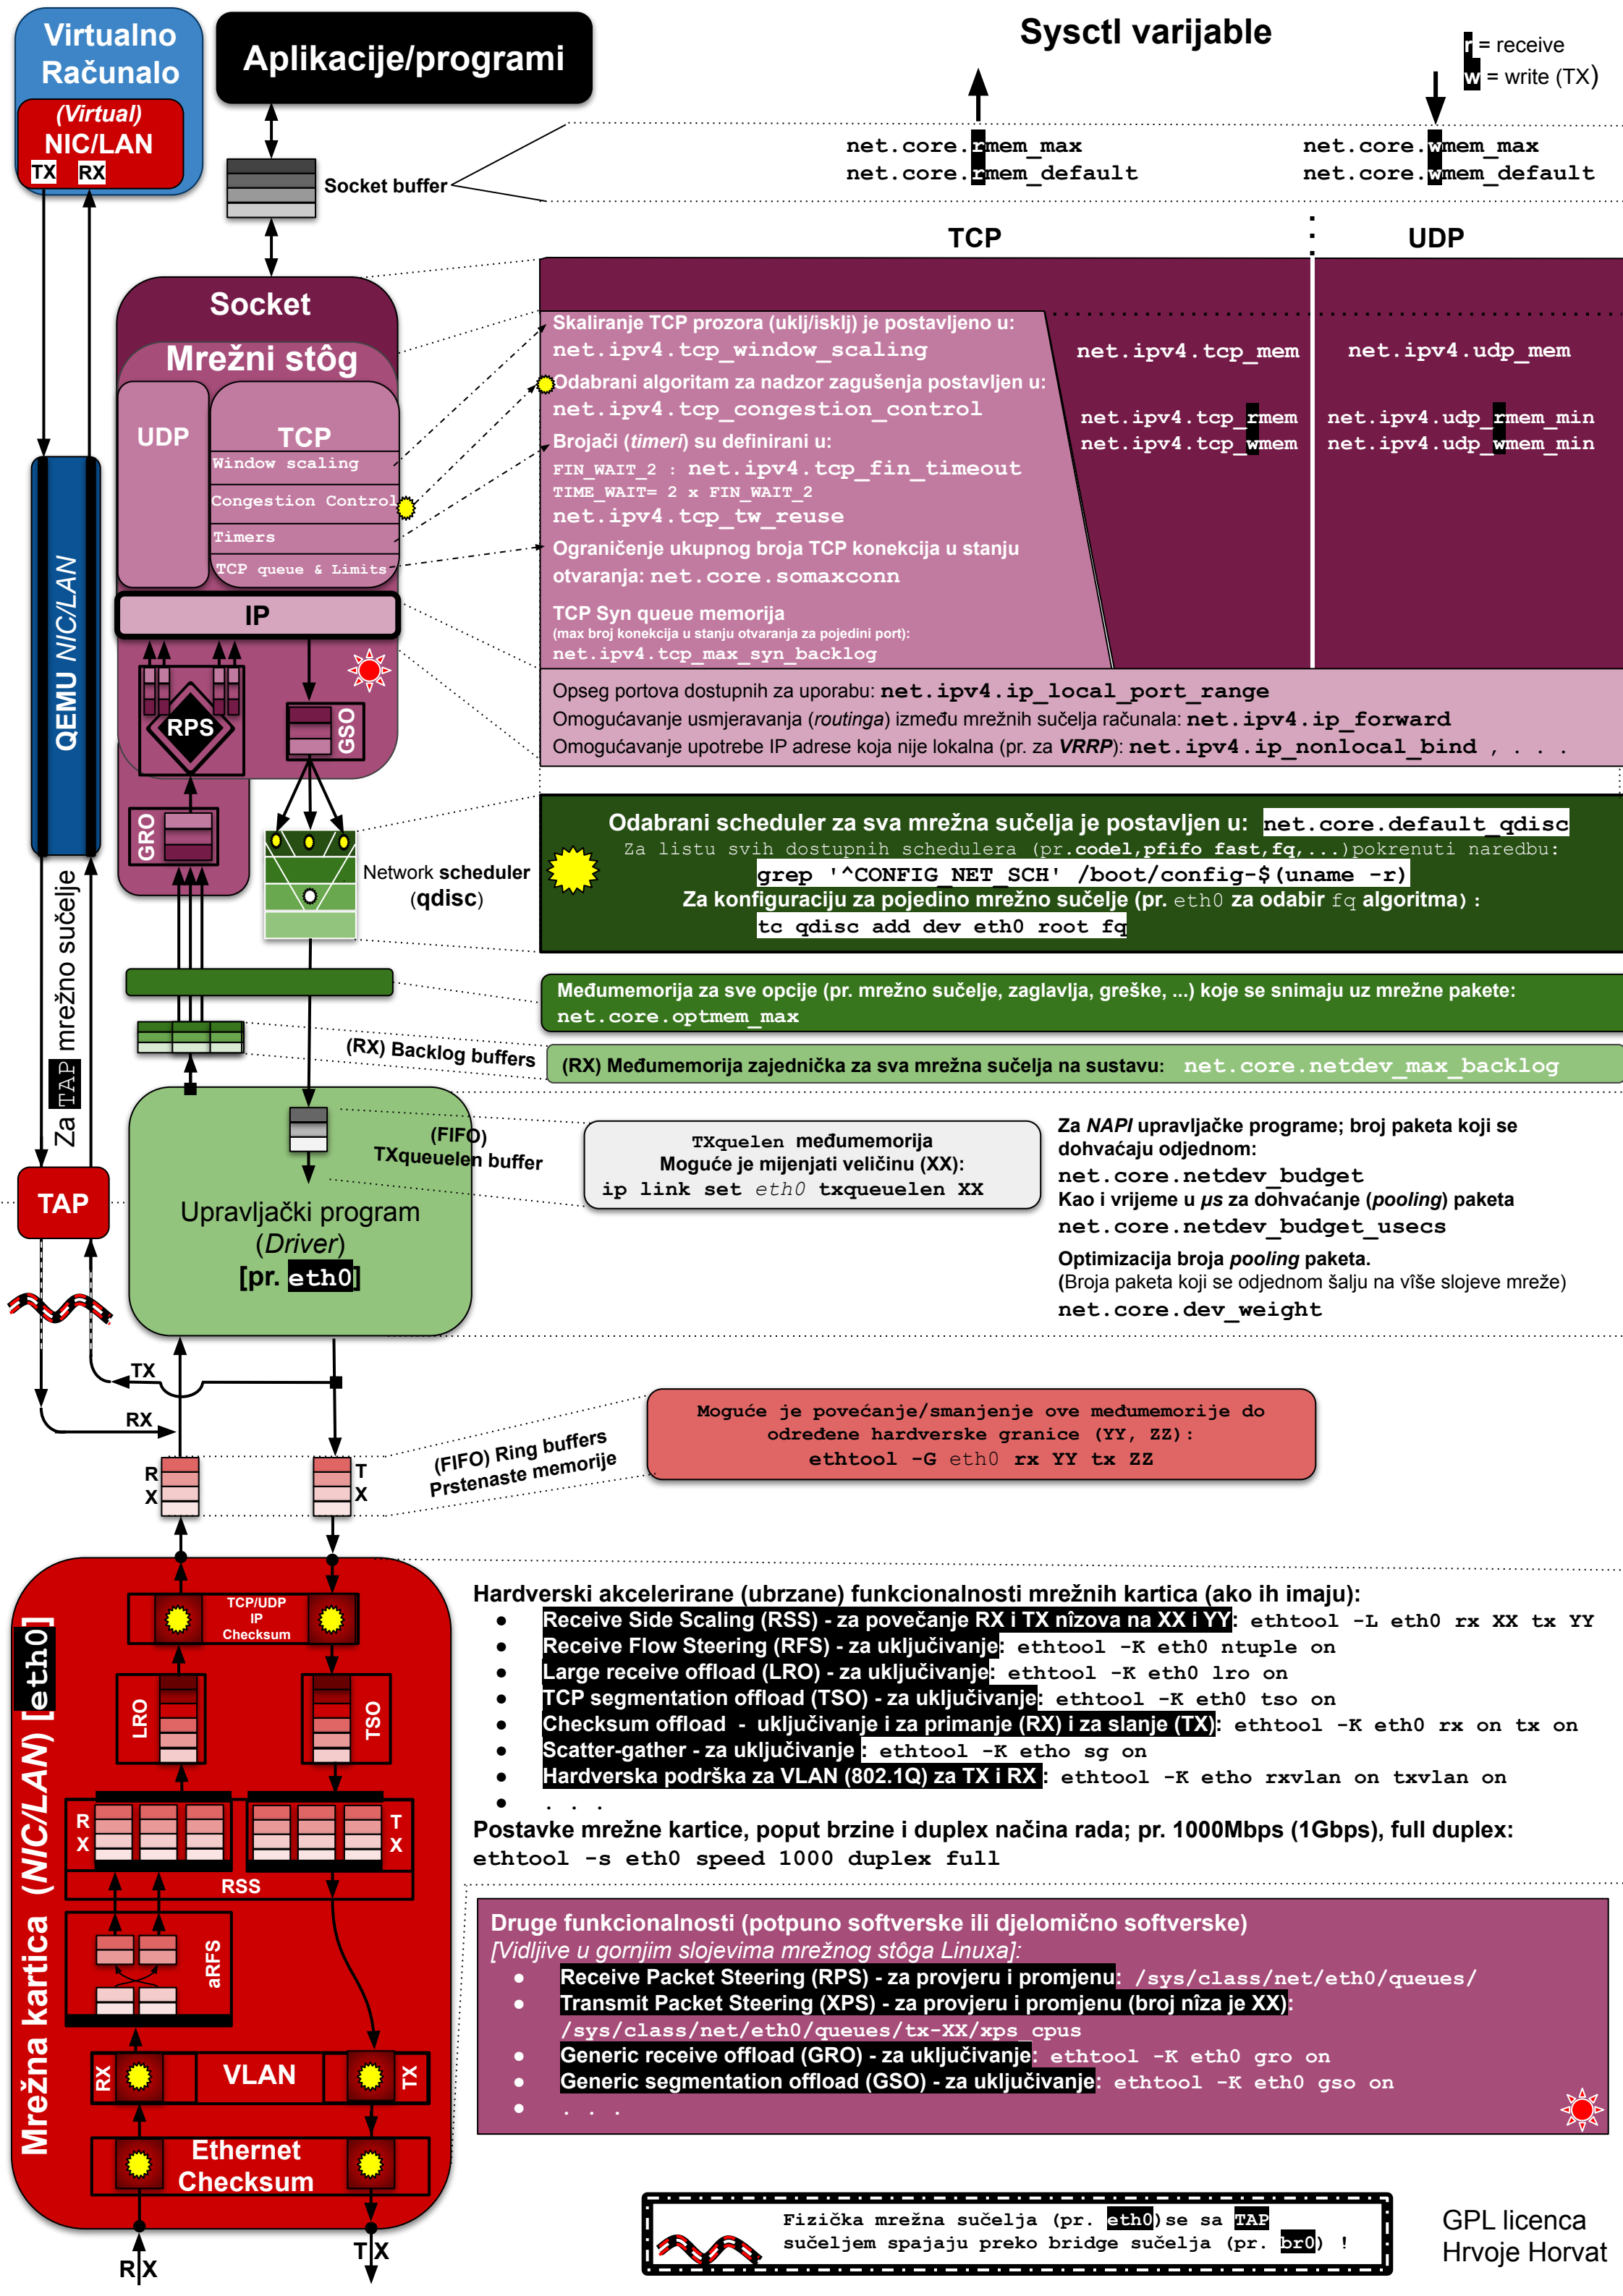 Virtualno
Računalo
(Virtual)
NIC/LAN
TX RX
Aplikacije/programi
Sysctl varijable
r = receive
w = write (TX)
Socket buffer
net.core.rmem_max
net.core.rmem_default
net.core.wmem_max
net.core.wmem_default
TCP
UDP
Socket
Mrežni stôg
UDP
TCP
Window scaling
Congestion Control
Timers
TCP queue & Limits
IP
RPS
GSO
GRO
QEMU NIC/LAN
Skaliranje TCP prozora (uklj/isklj) je postavljeno u:
net.ipv4.tcp_window_scaling
Odabrani algoritam za nadzor zagušenja postavljen u:
net.ipv4.tcp_congestion_control
Brojači (timeri) su definirani u:
FIN_WAIT_2 : net.ipv4.tcp_fin_timeout
TIME_WAIT= 2 x FIN_WAIT_2
net.ipv4.tcp_tw_reuse
Ograničenje ukupnog broja TCP konekcija u stanju
otvaranja: net.core.somaxconn
TCP Syn queue memorija
(max broj konekcija u stanju otvaranja za pojedini port):
net.ipv4.tcp_max_syn_backlog
net.ipv4.tcp_mem
net.ipv4.tcp_rmem
net.ipv4.tcp_wmem
net.ipv4.udp_mem
net.ipv4.udp_rmem_min
net.ipv4.udp_wmem_min
Opseg portova dostupnih za uporabu: net.ipv4.ip_local_port_range
Omogućavanje usmjeravanja (routinga) između mrežnih sučelja računala: net.ipv4.ip_forward
Omogućavanje upotrebe IP adrese koja nije lokalna (pr. za VRRP): net.ipv4.ip_nonlocal_bind , . . .
Network scheduler
(qdisc)
Odabrani scheduler za sva mrežna sučelja je postavljen u: net.core.default_qdisc
Za listu svih dostupnih schedulera (pr.codel,pfifo fast,fq,...)pokrenuti naredbu:
grep '^CONFIG_NET_SCH' /boot/config-$(uname -r)
Za konfiguraciju za pojedino mrežno sučelje (pr. eth0 za odabir fq algoritma):
tc qdisc add dev eth0 root fq
Za TAP mrežno sučelje
Međumemorija za sve opcije (pr. mrežno sučelje, zaglavlja, greške, ...) koje se snimaju uz mrežne pakete:
net.core.optmem_max
(RX) Backlog buffers
(RX) Međumemorija zajednička za sva mrežna sučelja na sustavu: net.core.netdev_max_backlog
(FIFO)
TXqueuelen buffer
TXquelen međumemorija
Moguće je mijenjati veličinu (XX):
ip link set eth0 txqueuelen XX
Za NAPI upravljačke programe; broj paketa koji se
dohvaćaju odjednom:
net.core.netdev_budget
Kao i vrijeme u µs za dohvaćanje (pooling) paketa
net.core.netdev_budget_usecs
Optimizacija broja pooling paketa.
(Broja paketa koji se odjednom šalju na vîše slojeve mreže)
net.core.dev_weight
TAP
Upravljački program
(Driver)
[pr. eth0]
TX
RX
RX
TX
(FIFO) Ring buffers
Prstenaste memorije
Moguće je povećanje/smanjenje ove međumemorije do
određene hardverske granice (YY, ZZ):
ethtool -G eth0 rx YY tx ZZ
Mrežna kartica (NIC/LAN) [eth0]
TCP/UDP
IP
Checksum
LRO
TSO
RX
TX
RSS
aRFS
RX
VLAN
TX
Ethernet
Checksum
RX
TX
Hardverski akcelerirane (ubrzane) funkcionalnosti mrežnih kartica (ako ih imaju):
● Receive Side Scaling (RSS) - za povečanje RX i TX nîzova na XX i YY: ethtool -L eth0 rx XX tx YY
● Receive Flow Steering (RFS) - za uključivanje: ethtool -K eth0 ntuple on
● Large receive offload (LRO) - za uključivanje: ethtool -K eth0 lro on
● TCP segmentation offload (TSO) - za uključivanje: ethtool -K eth0 tso on
● Checksum offload - uključivanje i za primanje (RX) i za slanje (TX): ethtool -K eth0 rx on tx on
● Scatter-gather - za uključivanje : ethtool -K etho sg on
● Hardverska podrška za VLAN (802.1Q) za TX i RX : ethtool -K etho rxvlan on txvlan on
● . . .
Postavke mrežne kartice, poput brzine i duplex načina rada; pr. 1000Mbps (1Gbps), full duplex:
ethtool -s eth0 speed 1000 duplex full
Druge funkcionalnosti (potpuno softverske ili djelomično softverske)
[Vidljive u gornjim slojevima mrežnog stôga Linuxa]:
● Receive Packet Steering (RPS) - za provjeru i promjenu: /sys/class/net/eth0/queues/
● Transmit Packet Steering (XPS) - za provjeru i promjenu (broj nîza je XX):
/sys/class/net/eth0/queues/tx-XX/xps_cpus
● Generic receive offload (GRO) - za uključivanje: ethtool -K eth0 gro on
● Generic segmentation offload (GSO) - za uključivanje: ethtool -K eth0 gso on
● . . .
Fizička mrežna sučelja (pr. eth0)se sa TAP
sučeljem spajaju preko bridge sučelja (pr. br0) !
GPL licenca
Hrvoje Horvat